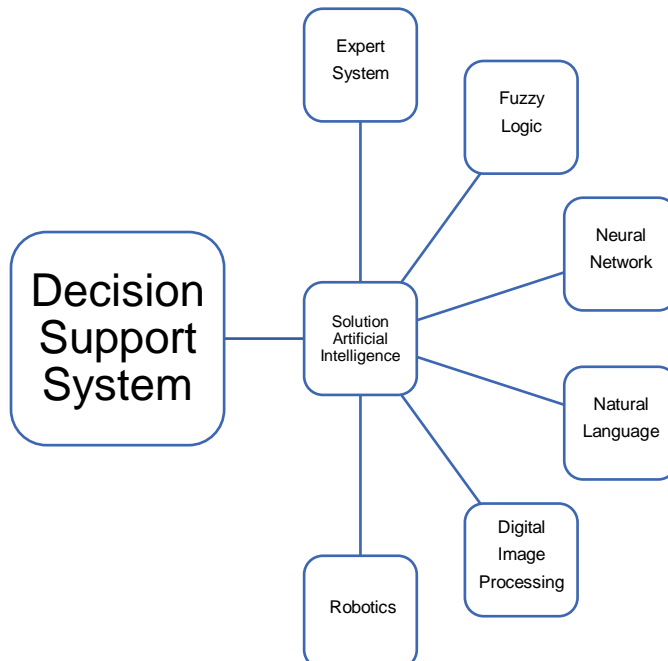 Expert
System
Fuzzy
Logic
Neural
Network
Decision
Support
System
Solution
Artificial
Intelligence
Natural
Language
Digital
Image
Processing
Robotics